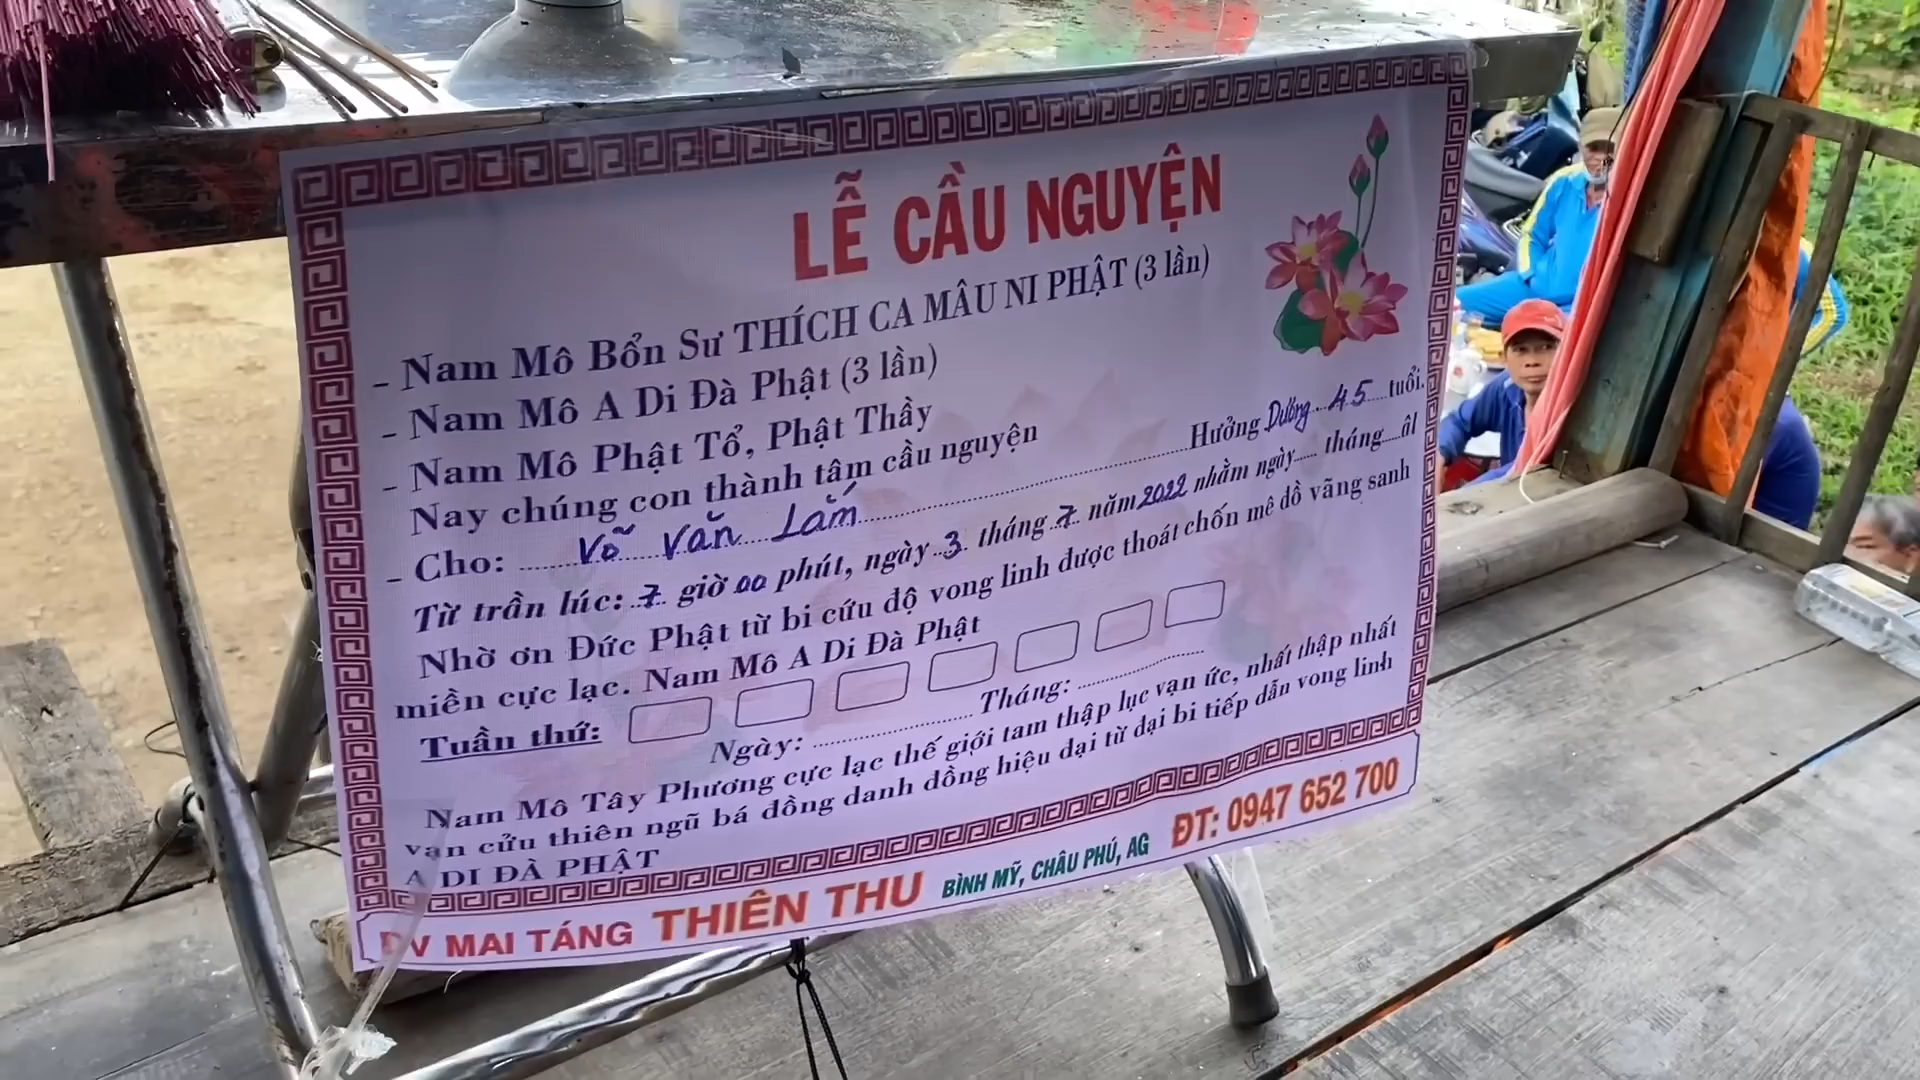 LỄ CẦU NGUYỆN
- Nam Mô Bổn Sư THÍCH CA MÂU NI PHẬT (3 lần)
- Nam Mô A Di Đà Phật (3 lần)
- Nam Mô Phật Tổ, Phật Thầy
Nay chúng con thành tâm cầu nguyện
- Cho: Võ Văn Lắm Hưởng Dương 45 tuổi.
Từ trần lúc: 7 giờ 00 phút, ngày 3 tháng 7 năm 2022 nhằm ngày tháng âl
Nhờ ơn Đức Phật từ bi cứu độ vong linh được thoát chốn mê đồ vãng sanh
miền cực lạc. Nam Mô A Di Đà Phật
Tuần thứ:
Ngày: Tháng:
Nam Mô Tây Phương cực lạc thế giới tam thập lục vạn ức, nhất thập nhất
vạn cửu thiên ngũ bá đồng danh đồng hiệu đại từ đại bi tiếp dẫn vong linh
A DI ĐÀ PHẬT
DV MAI TÁNG THIÊN THU BÌNH MỸ, CHÂU PHÚ, AG ĐT: 0947 652 700